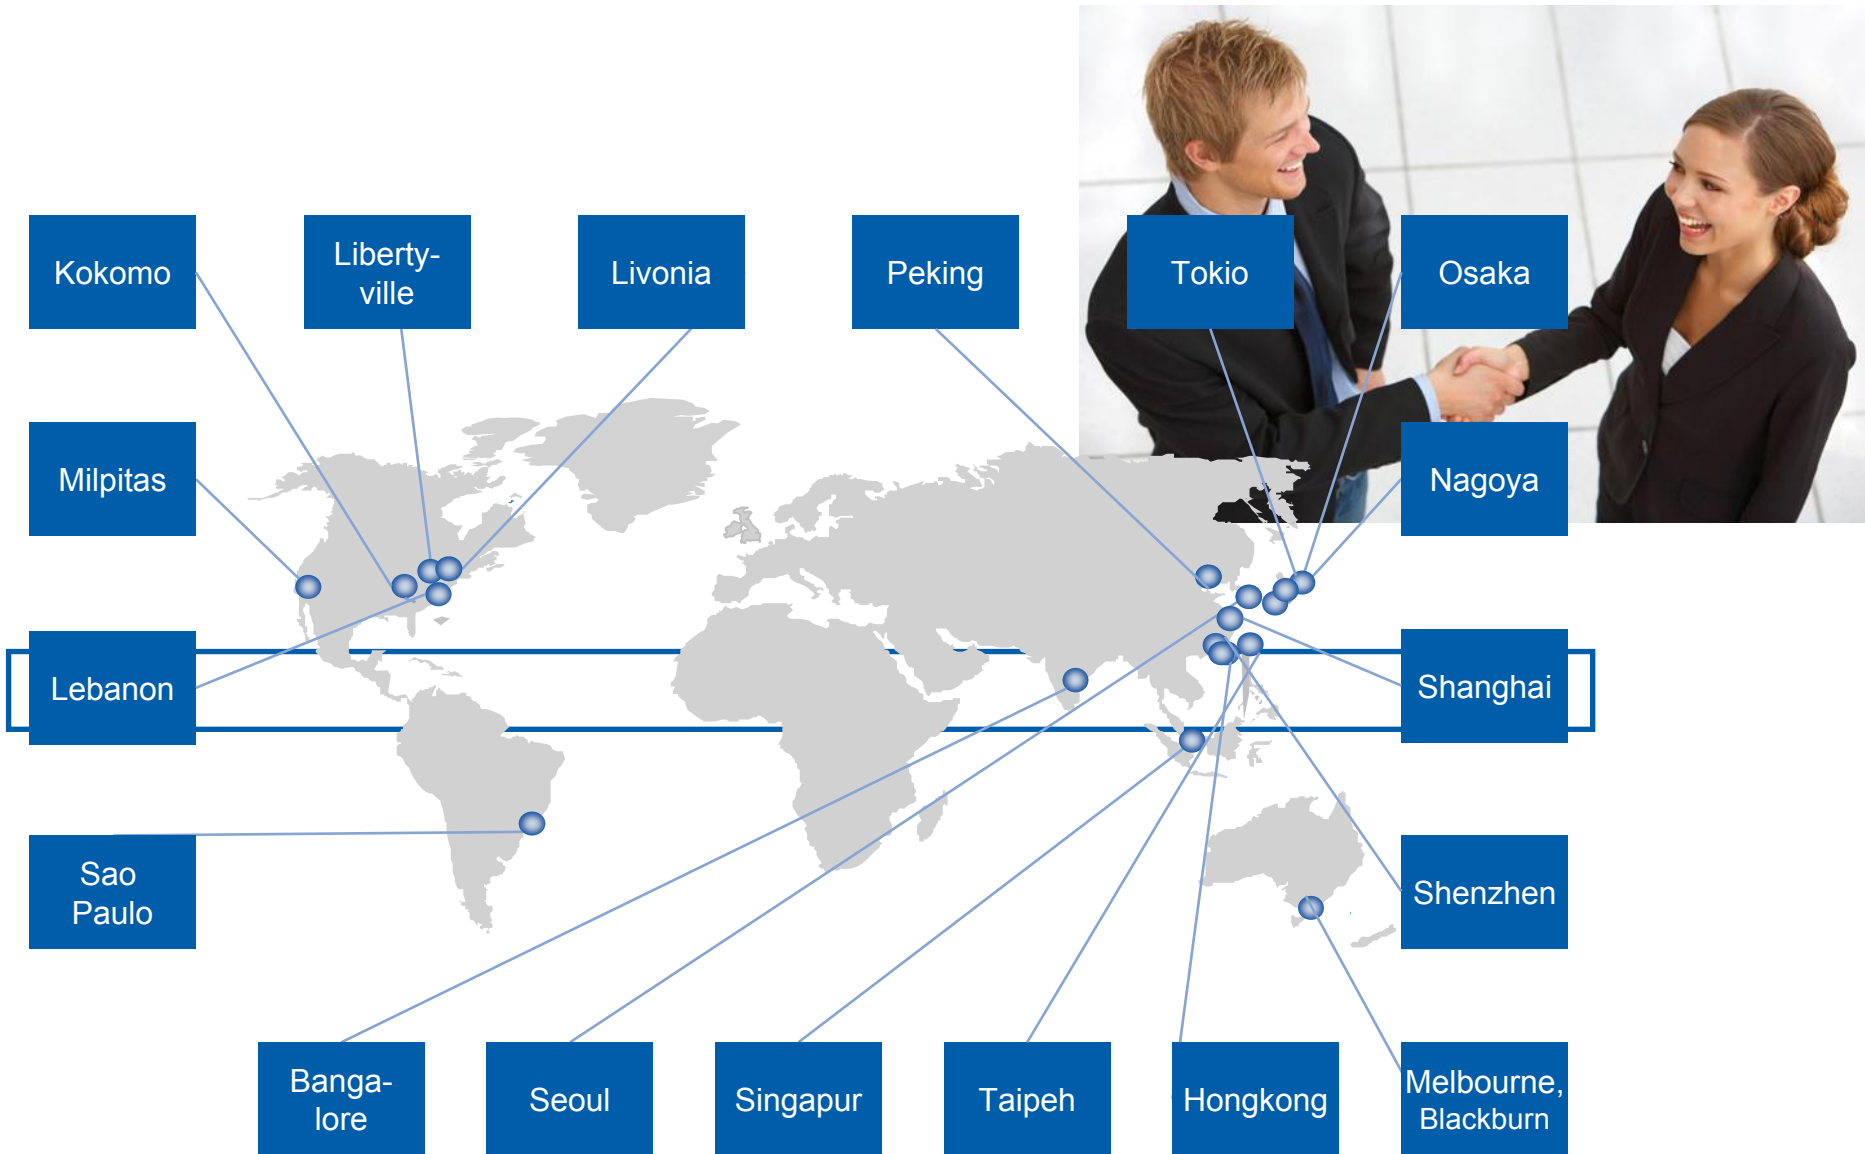 Kokomo
Liberty-
ville
Livonia
Peking
Tokio
Osaka
Milpitas
Nagoya
Lebanon
Shanghai
Sao
Paulo
Shenzhen
Banga-
lore
Seoul
Singapur
Taipeh
Hongkong
Melbourne,
Blackburn